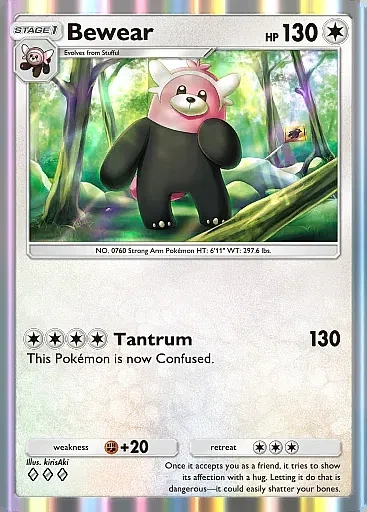 STAGE 1 Bewear HP 130
Evolves from Stufful
NO. 0760 Strong Arm Pokémon HT: 6'11" WT: 297.6 lbs.
Tantrum 130
This Pokémon is now Confused.
weakness +20 retreat
Illus. kirisAki
Once it accepts you as a friend, it tries to show
its affection with a hug. Letting it do that is
dangerous—it could easily shatter your bones.